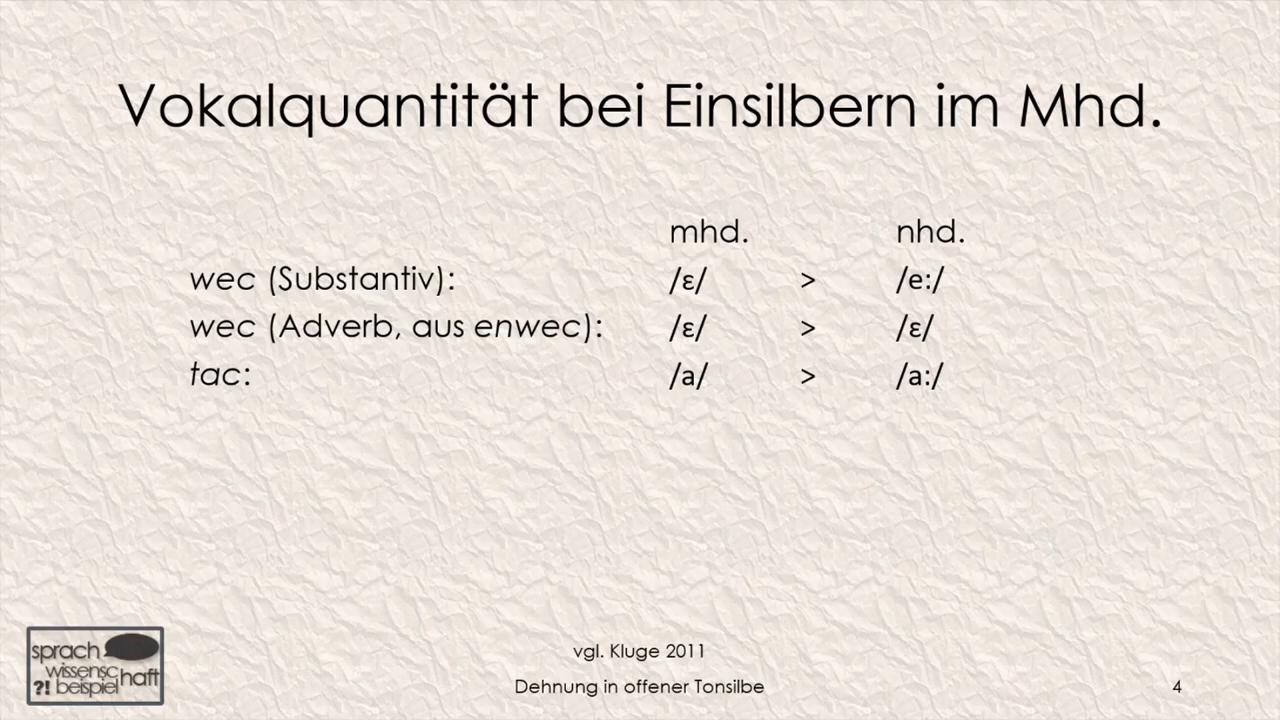 Vokalquantität bei Einsilbern im Mhd.
mhd. nhd.
wec (Substantiv): /ɛ/ > /e:/
wec (Adverb, aus enwec): /ɛ/ > /ɛ/
tac: /a/ > /a:/
sprach
wissensc
haft
?! beispiel
vgl. Kluge 2011
Dehnung in offener Tonsilbe
4